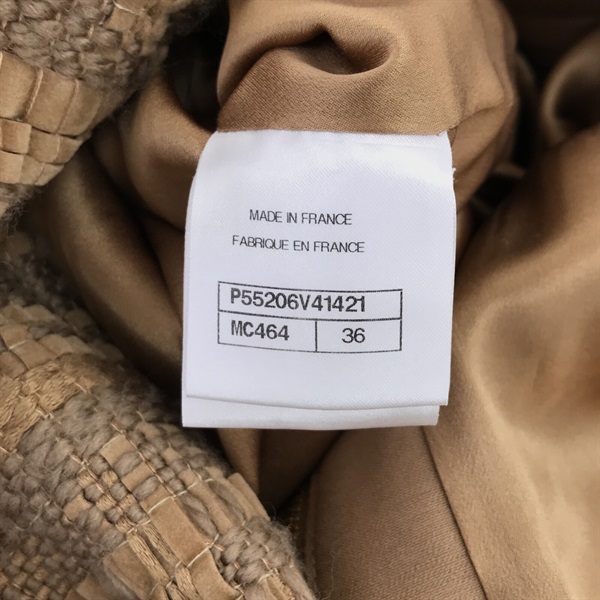 MADE IN FRANCE
FABRIQUE EN FRANCE
P55206V41421
MC464 36